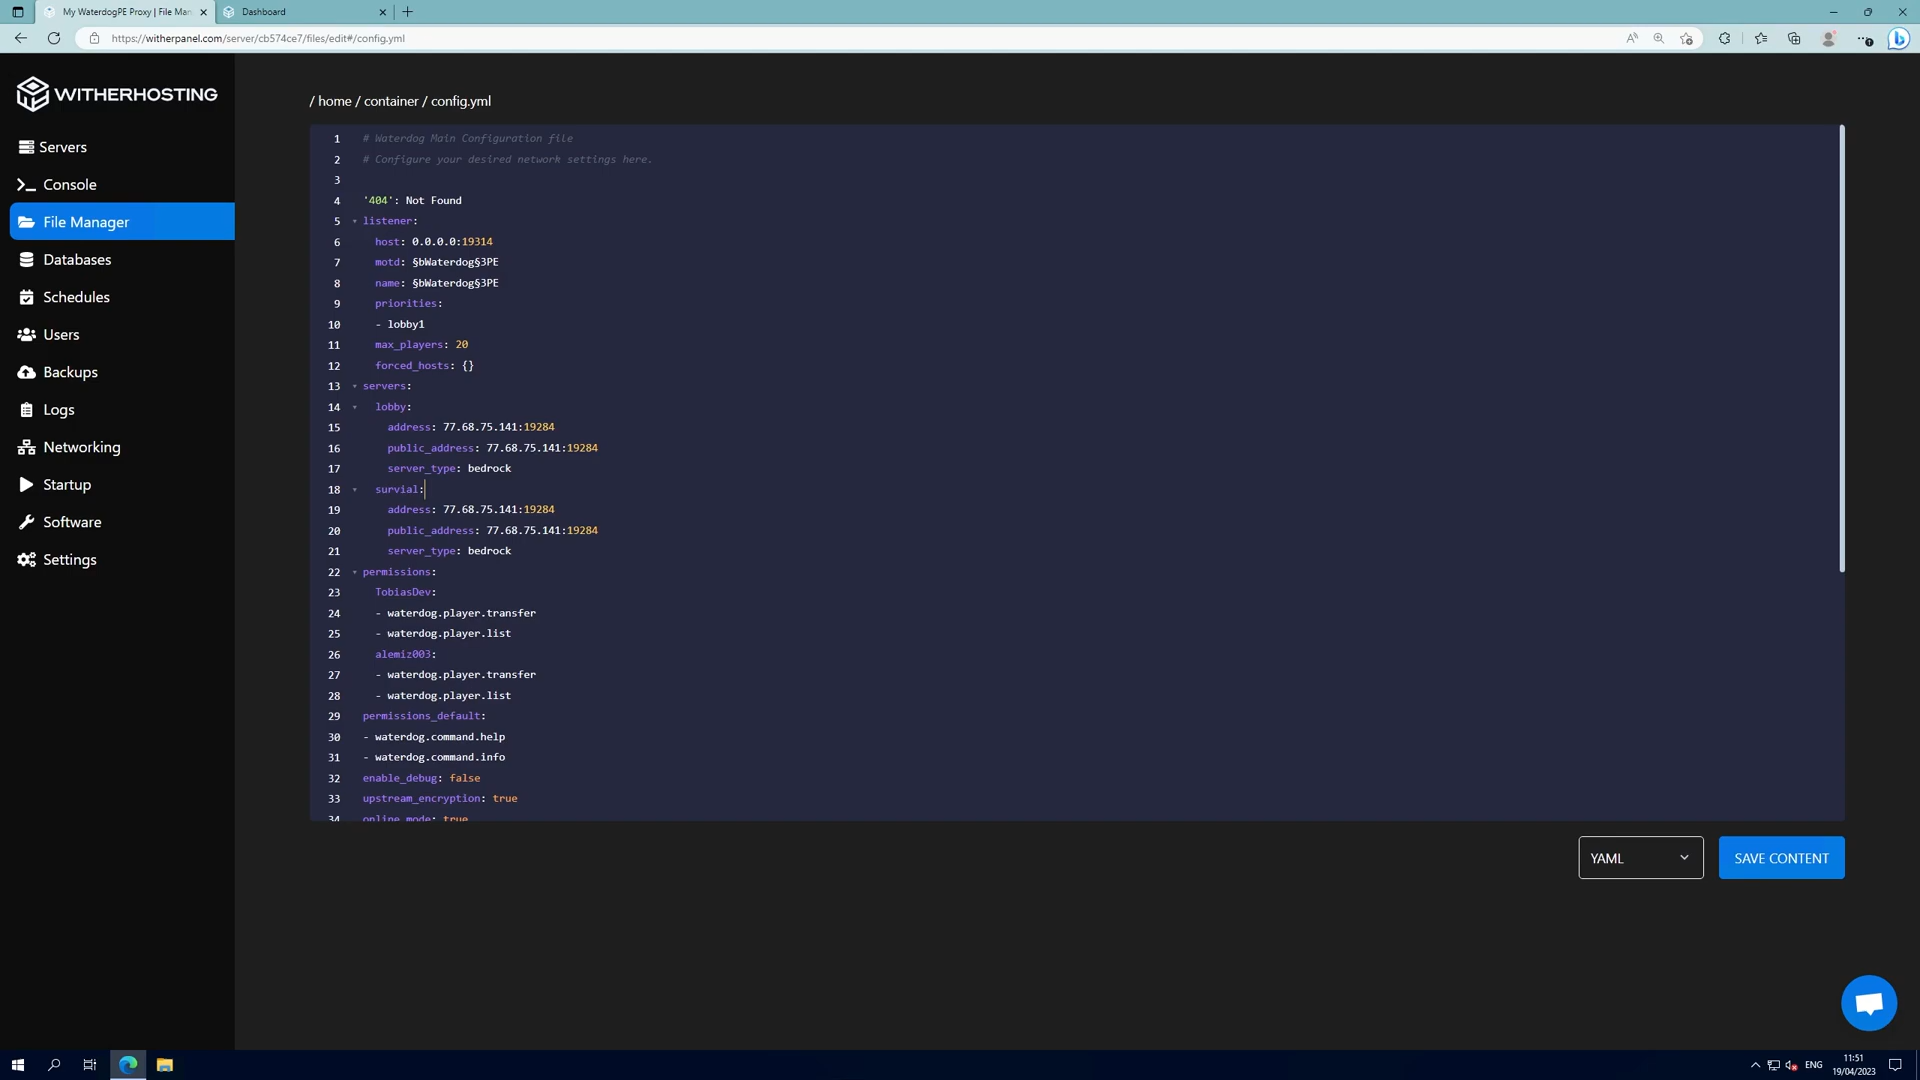 My WaterdogPE Proxy | File Man
Dashboard
https://witherpanel.com/server/cb574ce7/files/edit#/config.yml
WITHERHOSTING
Servers
Console
File Manager
Databases
Schedules
Users
Backups
Logs
Networking
Startup
Software
Settings
/ home / container / config.yml
1 # Waterdog Main Configuration file
2 # Configure your desired network settings here.
3
4 '404': Not Found
5 listener:
6 host: 0.0.0.0:19314
7 motd: §bWaterdog§3PE
8 name: §bWaterdog§3PE
9 priorities:
10 - lobby1
11 max_players: 20
12 forced_hosts: {}
13 servers:
14 lobby:
15 address: 77.68.75.141:19284
16 public_address: 77.68.75.141:19284
17 server_type: bedrock
18 survial:
19 address: 77.68.75.141:19284
20 public_address: 77.68.75.141:19284
21 server_type: bedrock
22 permissions:
23 TobiasDev:
24 - waterdog.player.transfer
25 - waterdog.player.list
26 alemiz003:
27 - waterdog.player.transfer
28 - waterdog.player.list
29 permissions_default:
30 - waterdog.command.help
31 - waterdog.command.info
32 enable_debug: false
33 upstream_encryption: true
34 online_mode: true
YAML
SAVE CONTENT
ENG
11:51
19/04/2023